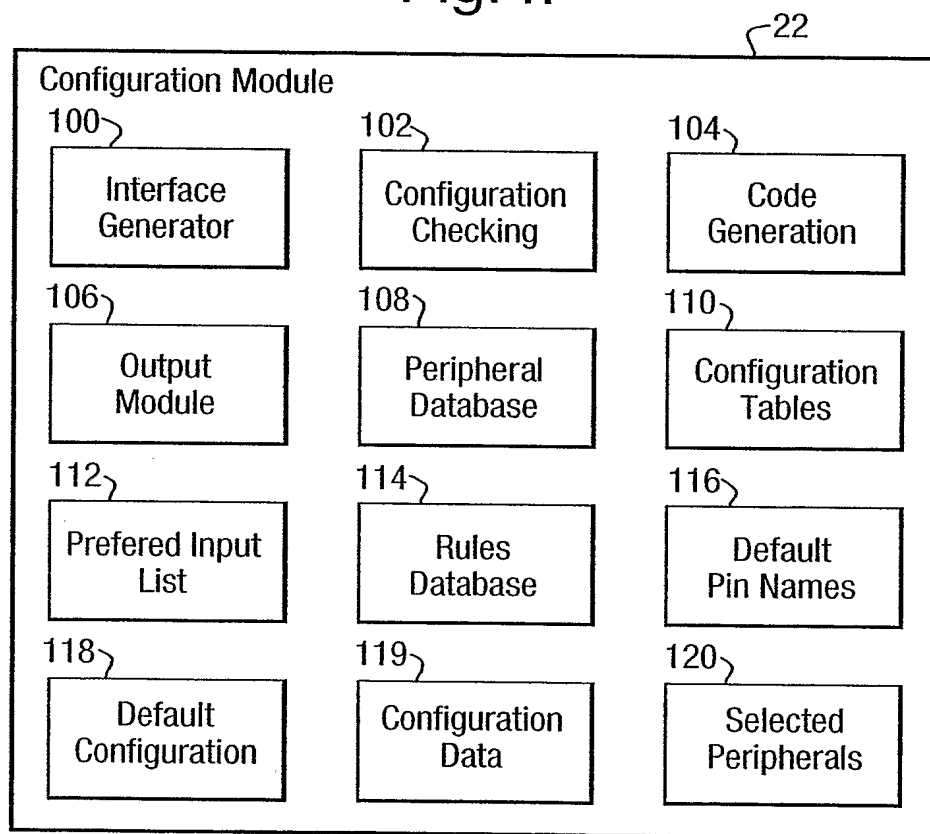 22
Configuration Module
100
102
104
Interface
Generator
Configuration
Checking
Code
Generation
106
108
110
Output
Module
Peripheral
Database
Configuration
Tables
112
114
116
Prefered Input
List
Rules
Database
Default
Pin Names
118
119
120
Default
Configuration
Configuration
Data
Selected
Peripherals